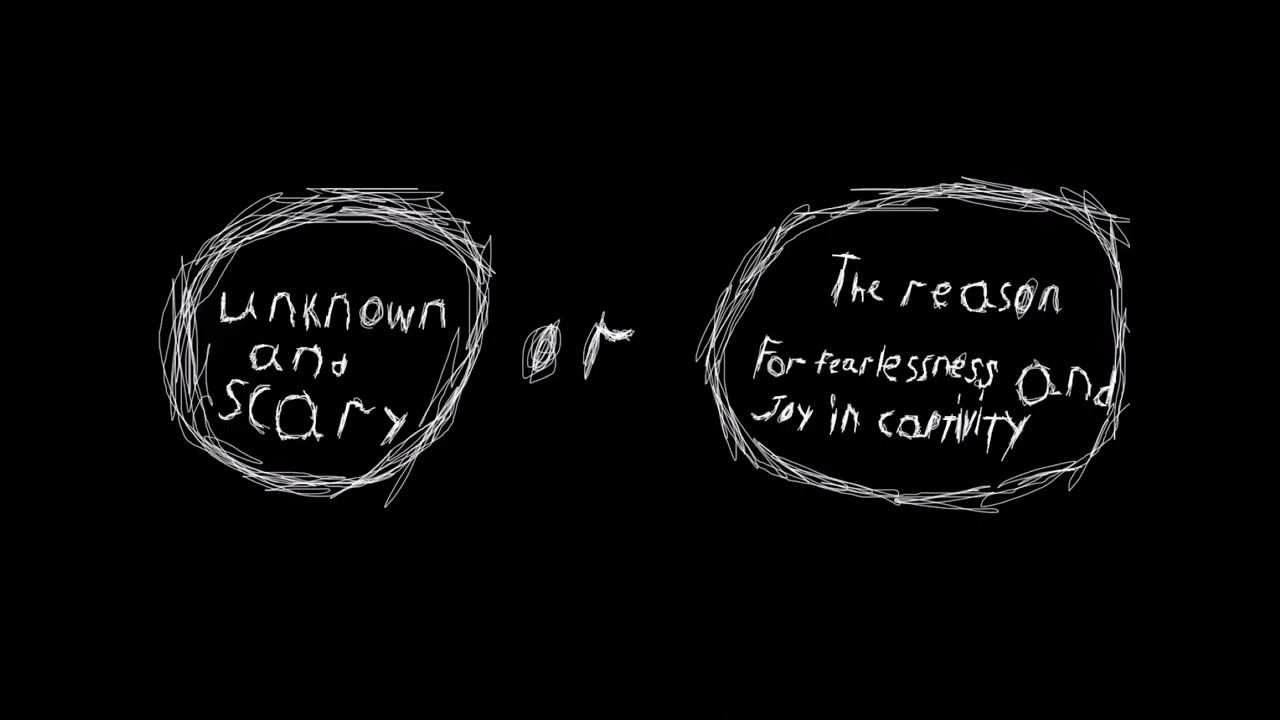 unknown
and
scary
or
The reason
For fearlessness and
Joy in captivity